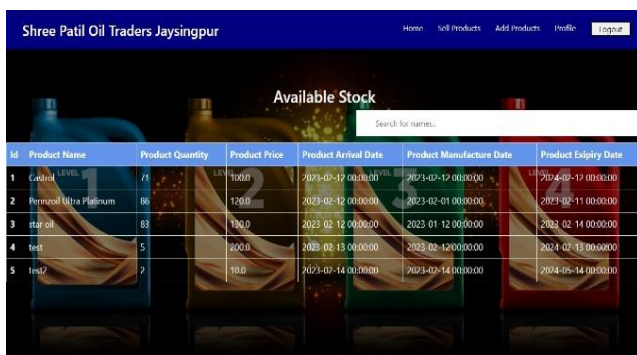 Shree Patil Oil Traders Jaysingpur Home Sell Products Add Products Profile Logout
Available Stock
Search for names..
Id Product Name Product Quantity Product Price Product Arrival Date Product Manufacture Date Product Exipiry Date
1 Castrol 71 100.0 2023-02-12 00:00:00 2023-02-12 00:00:00 2024-02-12 00:00:00
2 Pennzoil Ultra Platinum 86 120.0 2023-02-12 00:00:00 2023-02-01 00:00:00 2023-02-11 00:00:00
3 star oil 83 130.0 2023-02-12 00:00:00 2023-01-12 00:00:00 2023-02-14 00:00:00
4 test 5 200.0 2023-02-13 00:00:00 2023-02-12 00:00:00 2024-02-13 00:00:00
5 test2 2 10.0 2023-02-14 00:00:00 2023-02-14 00:00:00 2024-05-14 00:00:00
LEVEL 1
LEVEL 2
LEVEL 3
4